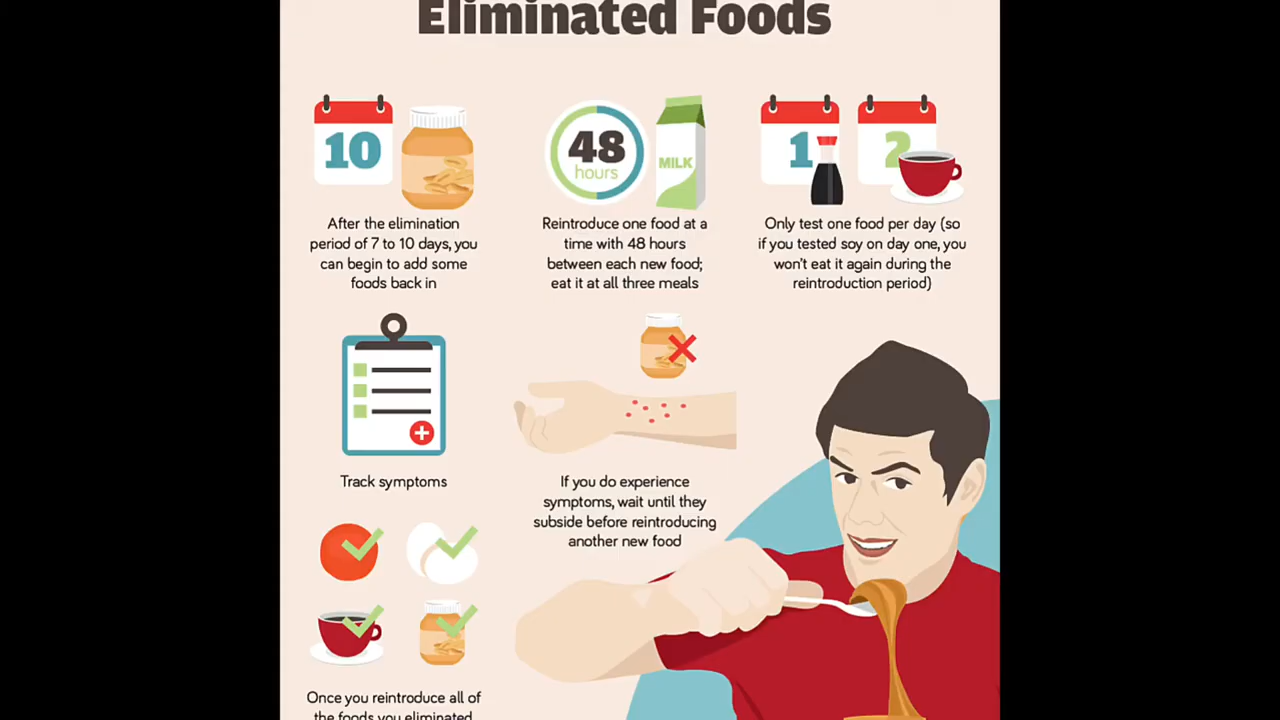 Eliminated Foods
10
48
hours
MILK
1
2
After the elimination
period of 7 to 10 days, you
can begin to add some
foods back in
Reintroduce one food at a
time with 48 hours
between each new food;
eat it at all three meals
Only test one food per day (so
if you tested soy on day one, you
won't eat it again during the
reintroduction period)
Track symptoms
If you do experience
symptoms, wait until they
subside before reintroducing
another new food
Once you reintroduce all of
the foods you eliminated,